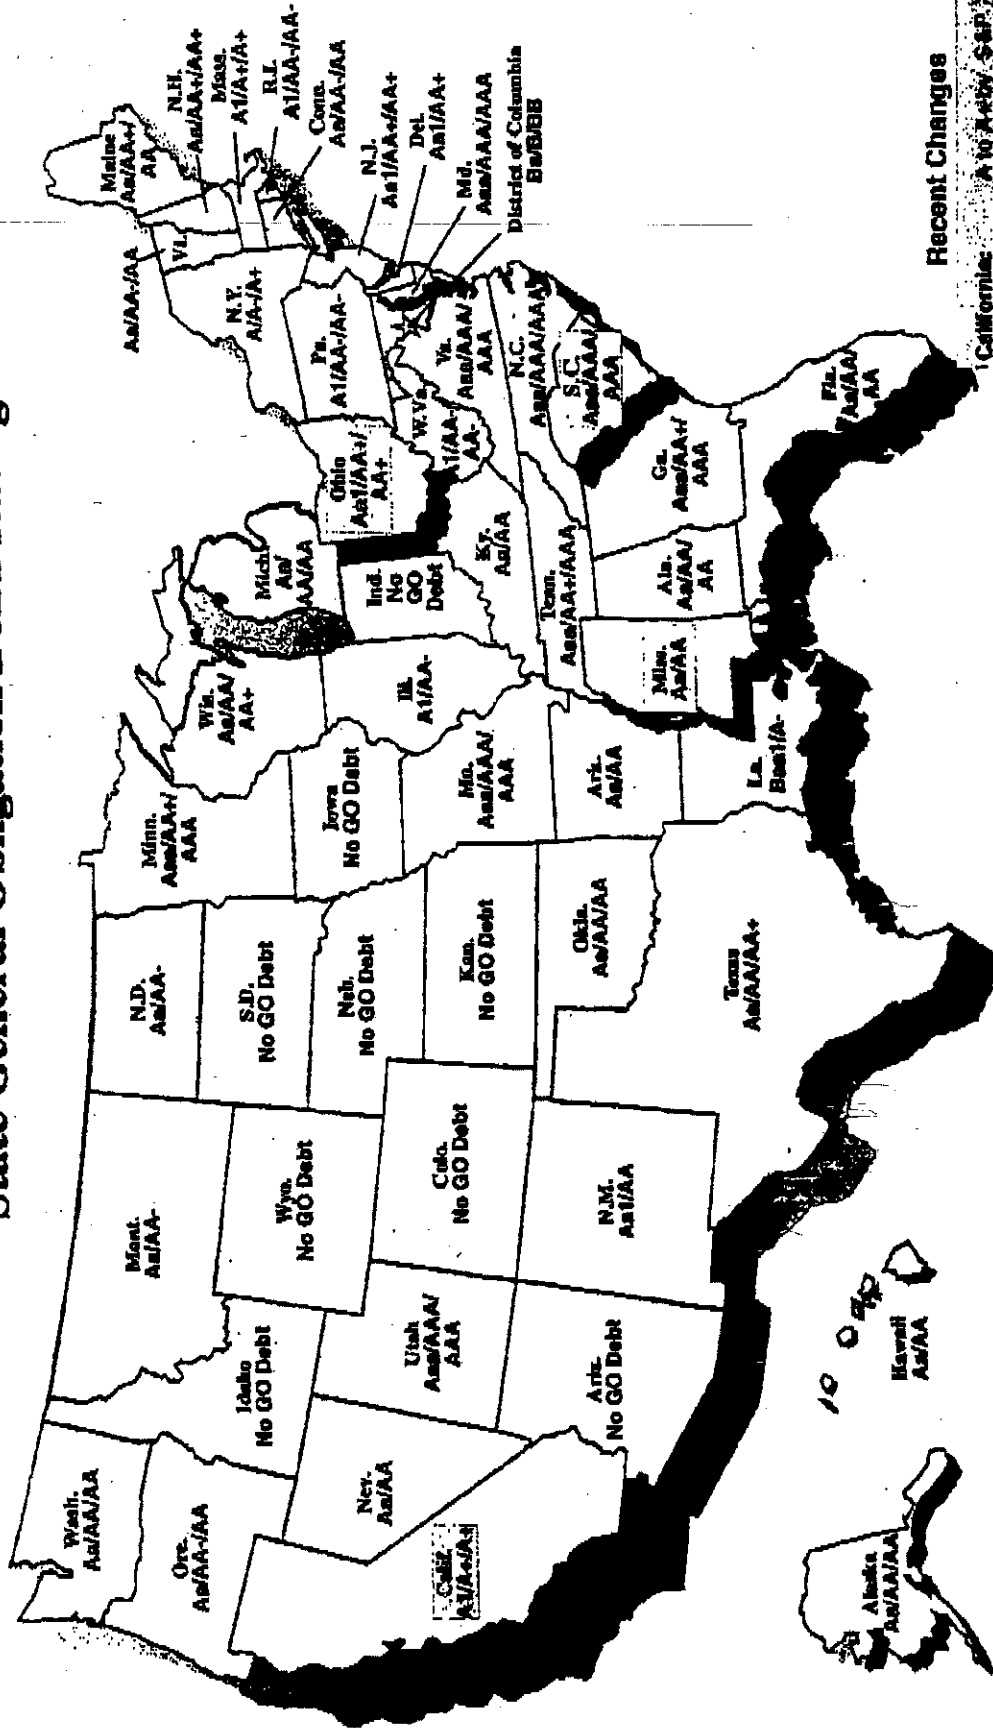 State General Obligation
Wash.
Aa/AA/AA
Ore.
Aa/AA-/AA
Calif.
A1/A+/A+
Nev.
Aa/AA
Idaho
No GO Debt
Mont.
Aa/AA-
Wyo.
No GO Debt
Utah
Aaa/AAA/
AAA
Ariz.
No GO Debt
Colo.
No GO Debt
N.M.
Aa1/AA
N.D.
Aa/AA-
S.D.
No GO Debt
Neb.
No GO Debt
Kan.
No GO Debt
Okla.
Aa/AA/AA
Texas
Aa/AA/AA+
Minn.
Aaa/AA+/
AAA
Iowa
No GO Debt
Mo.
Aaa/AAA/
AAA
Ark.
Aa/AA
La.
Baa1/A-
Wis.
Aa/AA/
AA+
Ill.
A1/AA-
Mich.
Aa/
AA/AA
Ind.
No
GO
Debt
Ohio
Aa1/AA+/
AA+
Ky.
Aa/AA
Tenn.
Aaa/AA+/AAA
Miss.
Aa/AA
Ala.
Aa/AA/
AA
Ga.
Aaa/AA+/
AAA
Fla.
Aa/AA/
AA
S.C.
Aaa/AAA/
AAA
N.C.
Aaa/AAA/AAA
Va.
Aaa/AAA/
AAA
W.Va.
A1/AA-/
AA-
Pa.
A1/AA-/AA-
N.Y.
A/A-/A+
Aa/AA-/AA
Vt.
Maine
Aa/AA+/
AA
N.H.
Aa/AA+/AA+
Mass.
A1/A+/A+
R.I.
A1/AA-/AA-
Conn.
Aa/AA-/AA
N.J.
Aa1/AA+/AA+
Del.
Aa1/AA+
Md.
Aaa/AAA/AAA
District of Columbia
Ba/B/BB
Alaska
Aa/AA/AA
Hawaii
Aa/AA
Recent Changes
California: A to A+ by S&P